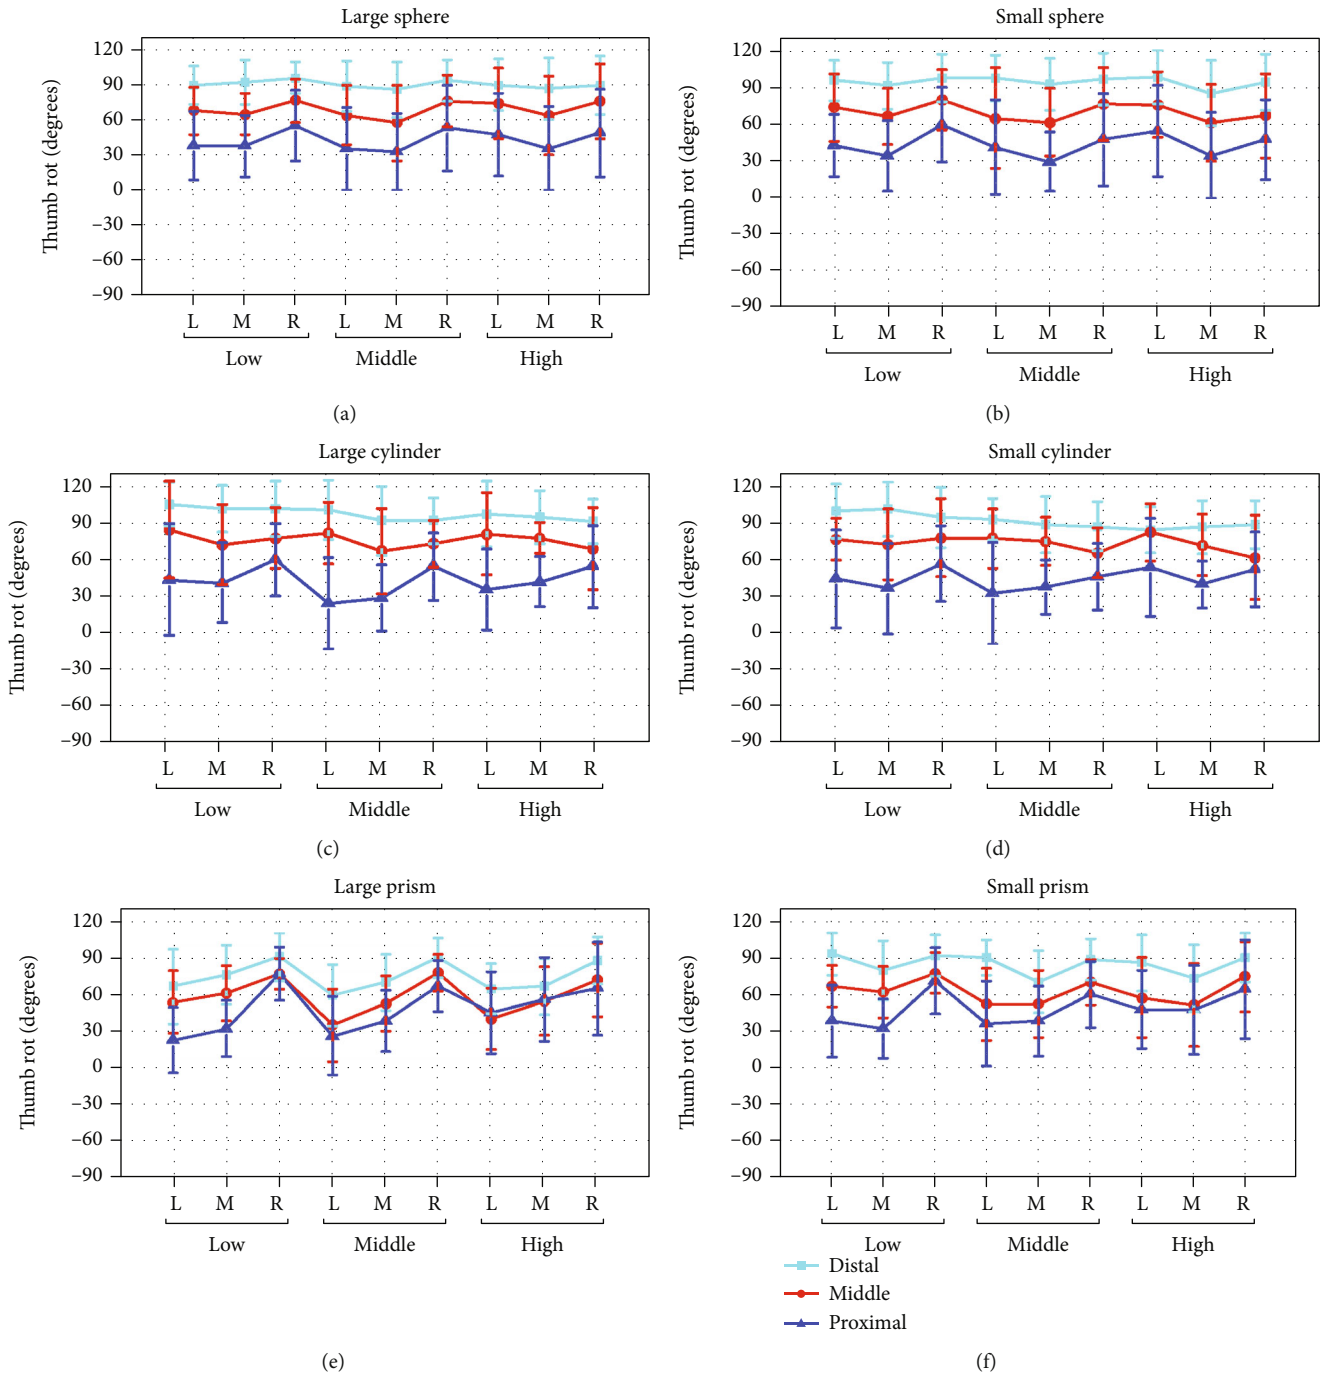 Large sphere
Thumb rot (degrees)
120
90
60
30
0
–30
–60
–90
L M R L M R L M R
Low Middle High
(a)
Small sphere
Thumb rot (degrees)
120
90
60
30
0
–30
–60
–90
L M R L M R L M R
Low Middle High
(b)
Large cylinder
Thumb rot (degrees)
120
90
60
30
0
–30
–60
–90
L M R L M R L M R
Low Middle High
(c)
Small cylinder
Thumb rot (degrees)
120
90
60
30
0
–30
–60
–90
L M R L M R L M R
Low Middle High
(d)
Large prism
Thumb rot (degrees)
120
90
60
30
0
–30
–60
–90
L M R L M R L M R
Low Middle High
(e)
Small prism
Thumb rot (degrees)
120
90
60
30
0
–30
–60
–90
L M R L M R L M R
Low Middle High
Distal
Middle
Proximal
(f)